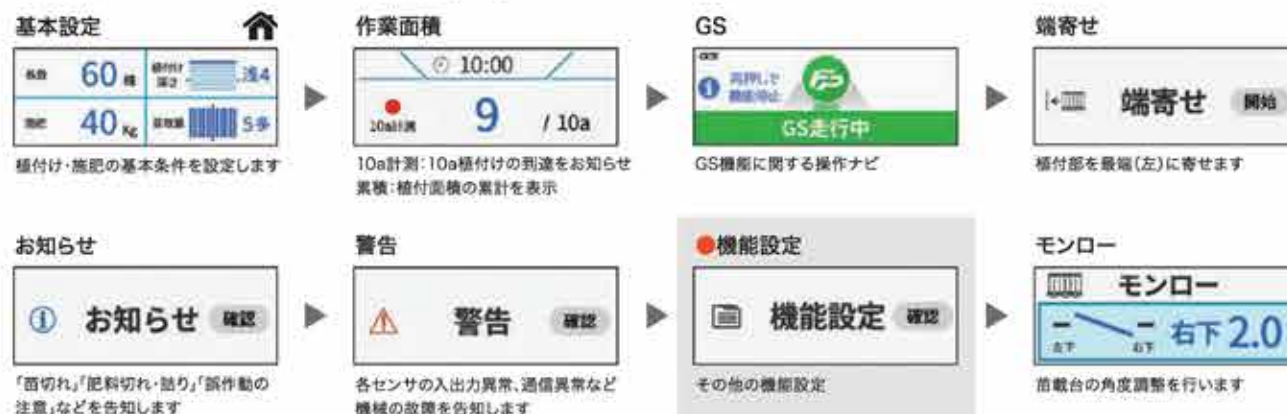 基本設定
株数 60 株 植付け深さ 浅4
施肥 40 Kg 苗取量 5多
植付け・施肥の基本条件を設定します
作業面積
10:00
10a計測 9 / 10a
10a計測:10a植付けの到達をお知らせ
累積:植付面積の累計を表示
GS
再押しで
機能停止
GS走行中
GS機能に関する操作ナビ
端寄せ
端寄せ 開始
植付部を最端(左)に寄せます
お知らせ
お知らせ 確認
「苗切れ」「肥料切れ・詰り」「誤作動の
注意」などを告知します
警告
警告 確認
各センサの入出力異常、通信異常など
機械の故障を告知します
●機能設定
機能設定 確認
その他の機能設定
モンロー
モンロー
左下 右下 右下 2.0
苗載台の角度調整を行います